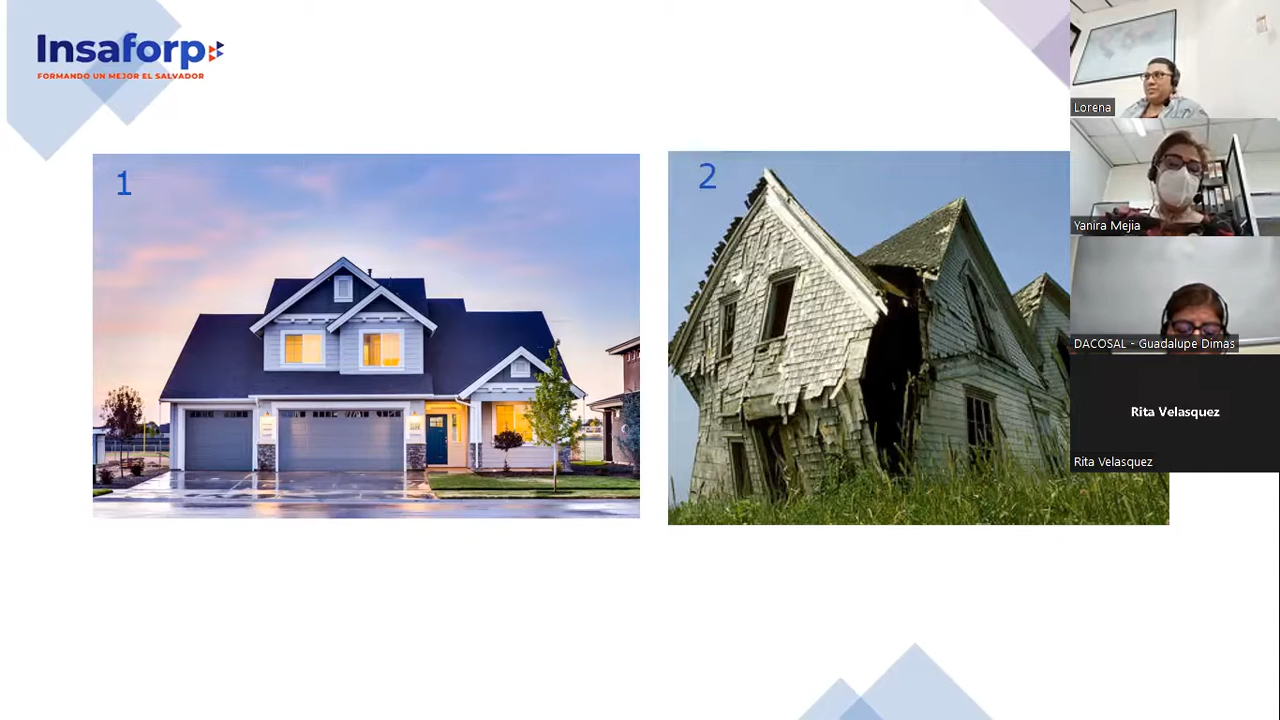 Insaforp
FORMANDO UN MEJOR EL SALVADOR
1
2
Lorena
Yanira Mejia
DACOSAL - Guadalupe Dimas
Rita Velasquez
Rita Velasquez